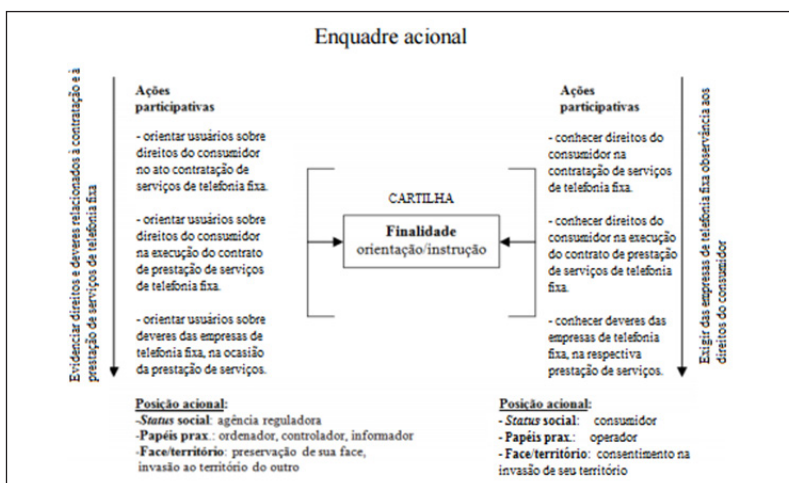 Enquadre acional
Evidenciar direitos e deveres relacionados à contratação e à
prestação de serviços de telefonia fixa.
Ações
participativas
- orientar usuários sobre
direitos do consumidor
no ato contratação de
serviços de telefonia fixa.
- orientar usuários sobre
direitos do consumidor
na execução do contrato
de prestação de serviços
de telefonia fixa.
- orientar usuários sobre
deveres das empresas de
telefonia fixa, na ocasião
da prestação de serviços.
CARTILHA
Finalidade
orientação/instrução
Ações
participativas
- conhecer direitos do
consumidor na
contratação de serviços
de telefonia fixa.
- conhecer direitos do
consumidor na execução
do contrato de prestação
de serviços de telefonia
fixa.
- conhecer deveres das
empresas de telefonia
fixa, na respectiva
prestação de serviços.
Exigir das empresas de telefonia fixa observância aos
direitos do consumidor
Posição acional:
-Status social: agência reguladora
-Papéis prax.: ordenador, controlador, informador
-Face/território: preservação de sua face,
invasão ao território do outro
Posição acional:
- Status social: consumidor
- Papéis prax.: operador
- Face/território: consentimento na
invasão de seu território